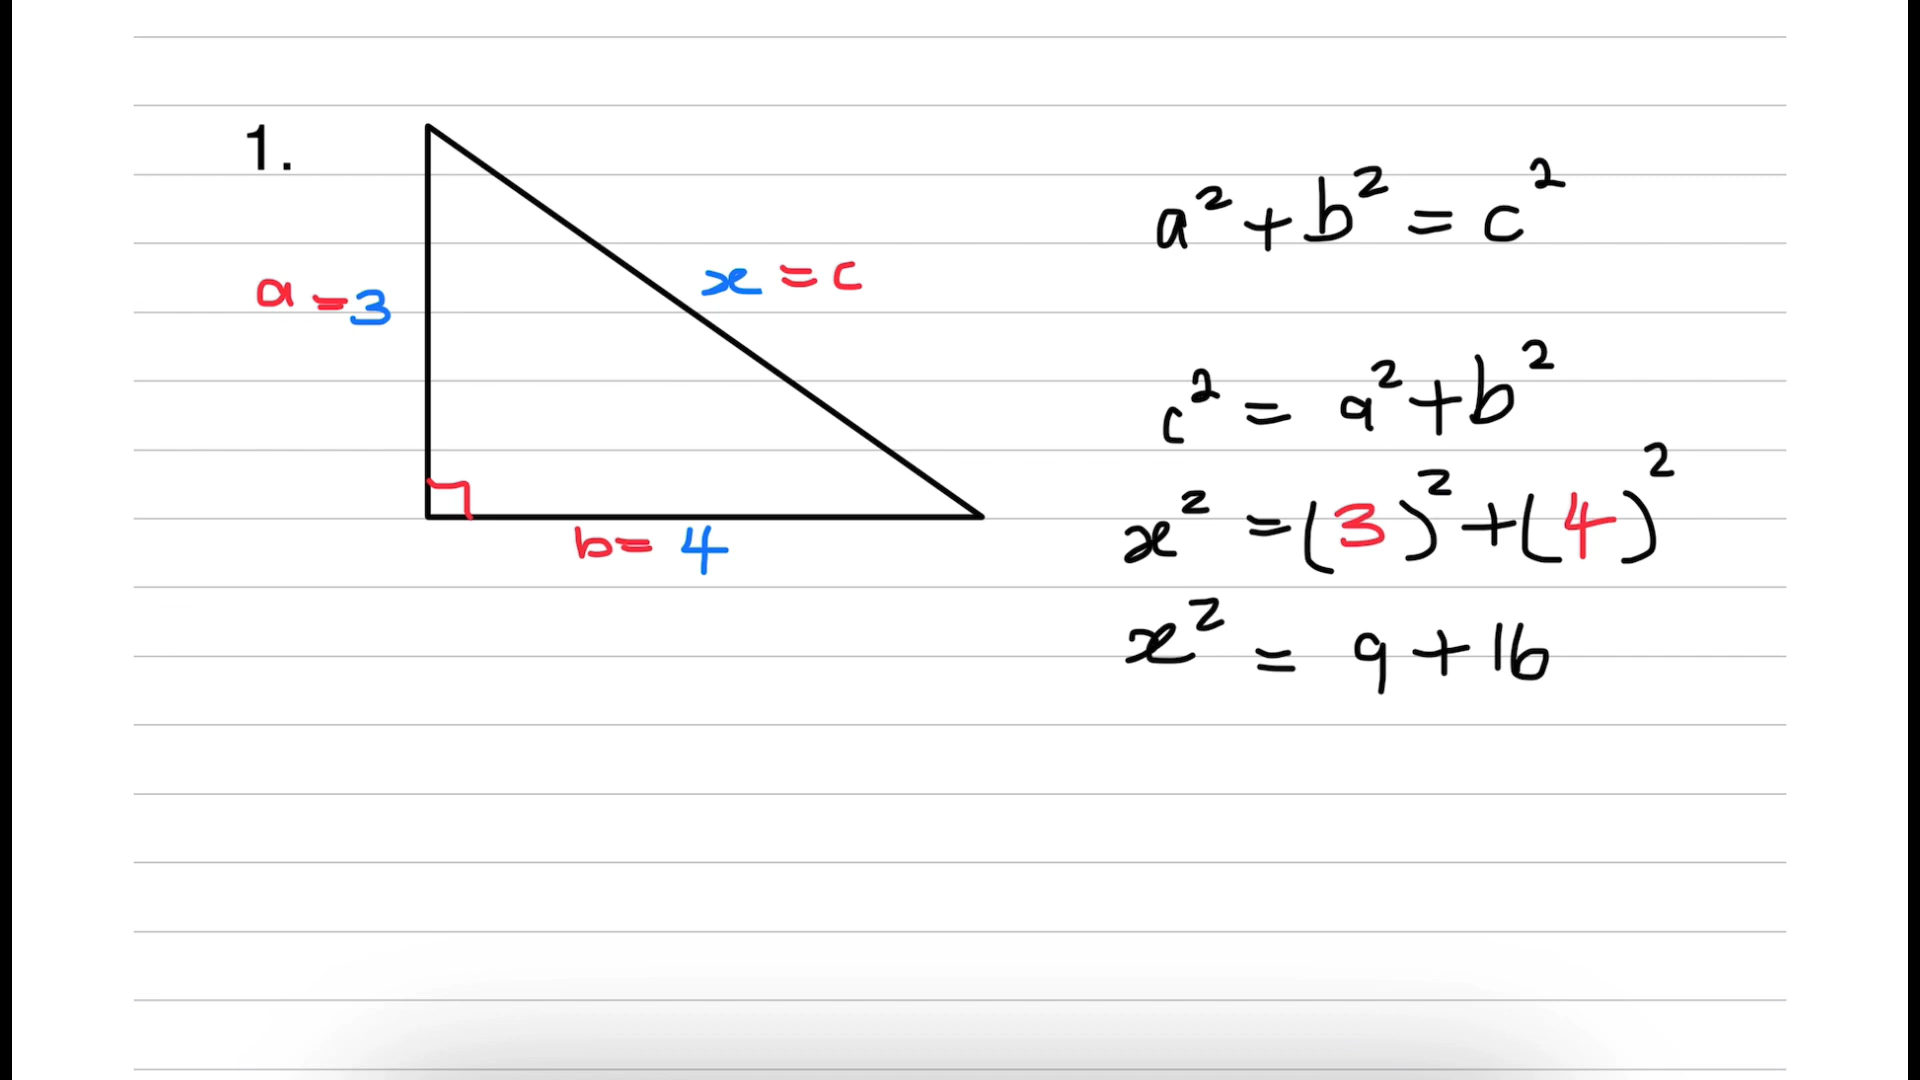 1.
a = 3
x = c
b = 4
a² + b² = c²
c² = a² + b²
x² = (3)² + (4)²
x² = 9 + 16